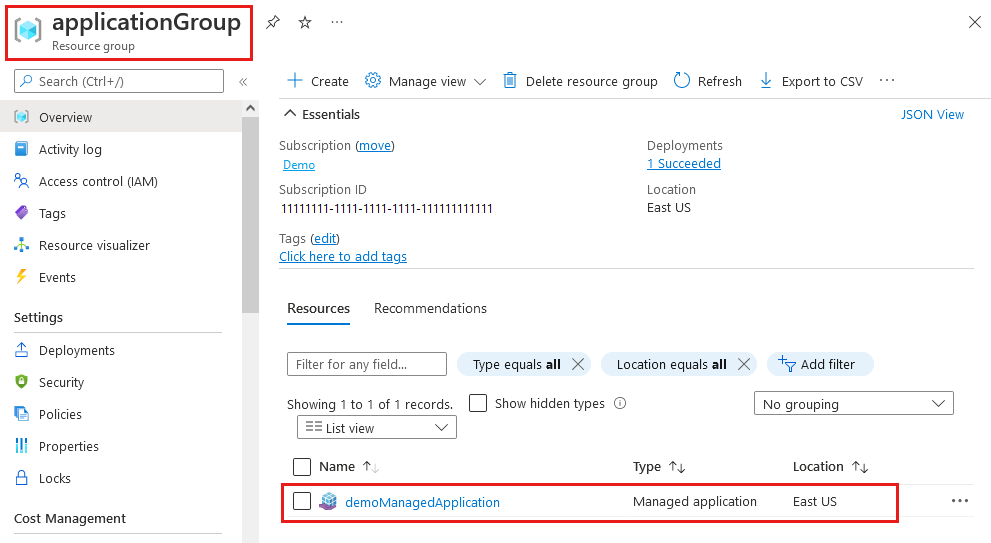 applicationGroup
Resource group
Search (Ctrl+/)
«
Overview
Activity log
Access control (IAM)
Tags
Resource visualizer
Events
Settings
Deployments
Security
Policies
Properties
Locks
Cost Management
Create
Manage view
Delete resource group
Refresh
Export to CSV
Essentials
JSON View
Subscription (move)
Demo
Subscription ID
11111111-1111-1111-1111-111111111111
Tags (edit)
Click here to add tags
Deployments
1 Succeeded
Location
East US
Resources Recommendations
Filter for any field... Type equals all Location equals all Add filter
Showing 1 to 1 of 1 records. Show hidden types No grouping
List view
Name Type Location
demoManagedApplication Managed application East US